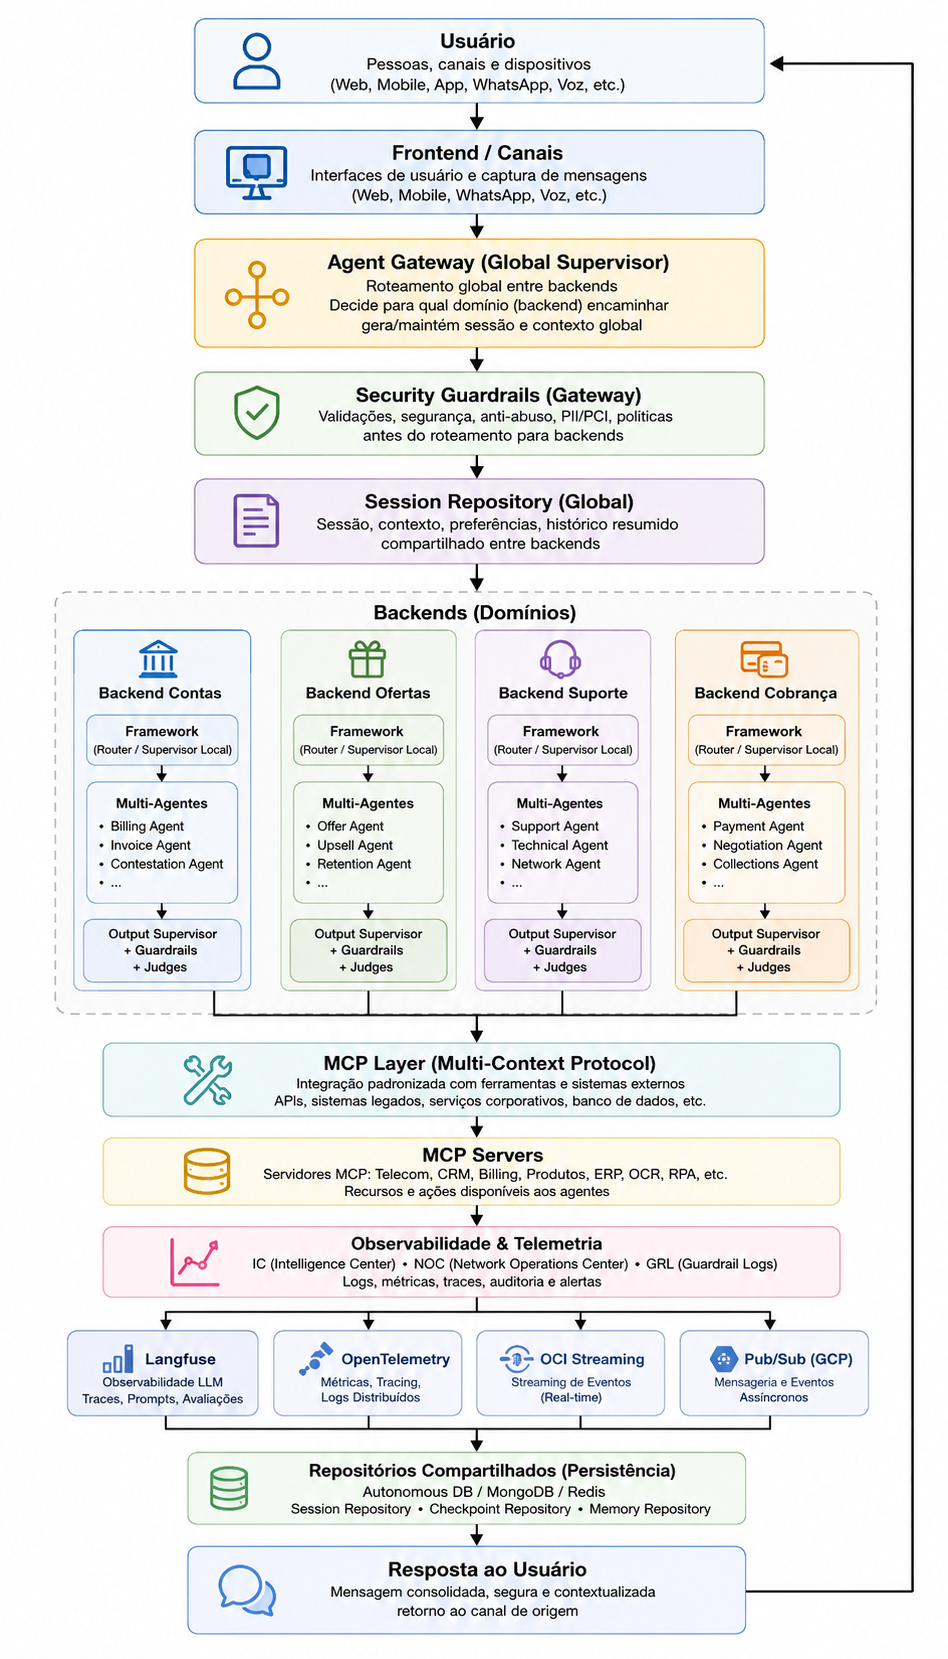 Usuário
Pessoas, canais e dispositivos
(Web, Mobile, App, WhatsApp, Voz, etc.)
Frontend / Canais
Interfaces de usuário e captura de mensagens
(Web, Mobile, WhatsApp, Voz, etc.)
Agent Gateway (Global Supervisor)
Roteamento global entre backends
Decide para qual domínio (backend) encaminhar
gera/maintém sessão e contexto global
Security Guardrails (Gateway)
Validações, segurança, anti-abuso, PII/PCI, politicas
antes do roteamento para backends
Session Repository (Global)
Sessão, contexto, preferências, histórico resumido
compartilhado entre backends
Backends (Domínios)
Backend Contas
Framework
(Router / Supervisor Local)
Multi-Agentes
• Billing Agent
• Invoice Agent
• Contestation Agent
• ...
Output Supervisor
+ Guardrails
+ Judges
Backend Ofertas
Framework
(Router / Supervisor Local)
Multi-Agentes
• Offer Agent
• Upsell Agent
• Retention Agent
• ...
Output Supervisor
+ Guardrails
+ Judges
Backend Suporte
Framework
(Router / Supervisor Local)
Multi-Agentes
• Support Agent
• Technical Agent
• Network Agent
• ...
Output Supervisor
+ Guardrails
+ Judges
Backend Cobrança
Framework
(Router / Supervisor Local)
Multi-Agentes
• Payment Agent
• Negotiation Agent
• Collections Agent
• ...
Output Supervisor
+ Guardrails
+ Judges
MCP Layer (Multi-Context Protocol)
Integração padronizada com ferramentas e sistemas externos
APIs, sistemas legados, serviços corporativos, banco de dados, etc.
MCP Servers
Servidores MCP: Telecom, CRM, Billing, Produtos, ERP, OCR, RPA, etc.
Recursos e ações disponíveis aos agentes
Observabilidade & Telemetria
IC (Intelligence Center) • NOC (Network Operations Center) • GRL (Guardrail Logs)
Logs, métricas, traces, auditoria e alertas
Langfuse
Observabilidade LLM
Traces, Prompts, Avaliações
OpenTelemetry
Métricas, Tracing,
Logs Distribuídos
OCI Streaming
Streaming de Eventos
(Real-time)
Pub/Sub (GCP)
Mensageria e Eventos
Assíncronos
Repositórios Compartilhados (Persistência)
Autonomous DB / MongoDB / Redis
Session Repository • Checkpoint Repository • Memory Repository
Resposta ao Usuário
Mensagem consolidada, segura e contextualizada
retorno ao canal de origem